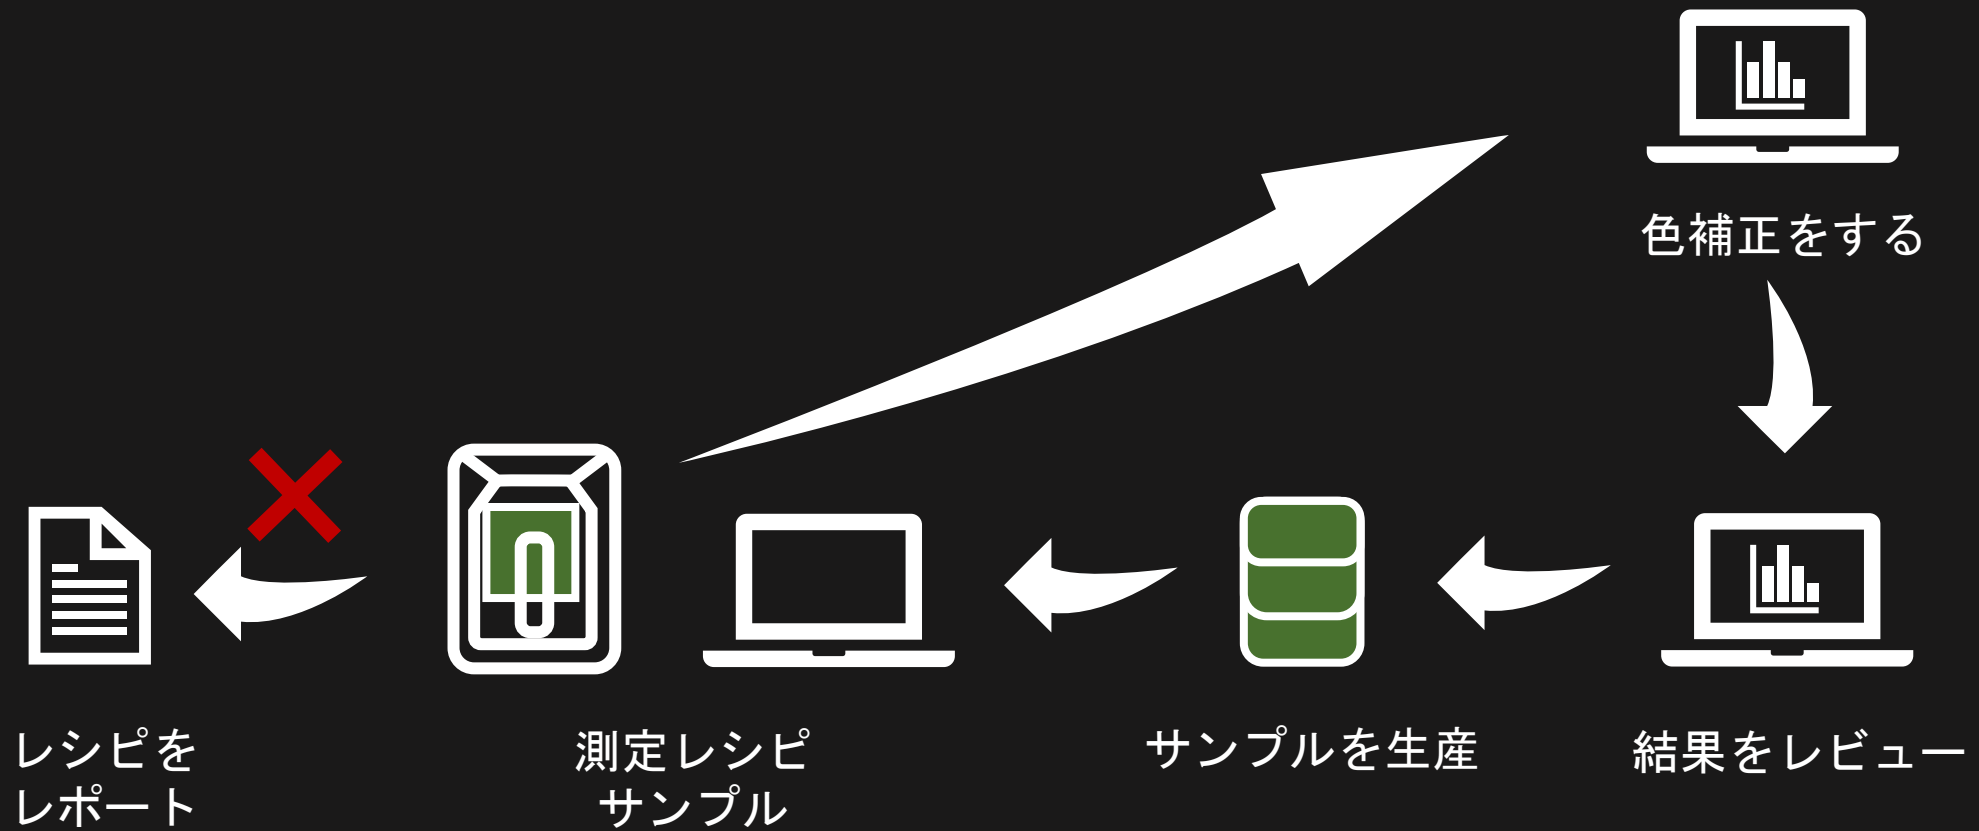 色補正をする
レシピを
レポート
測定レシピ
サンプル
サンプルを生産
結果をレビュー